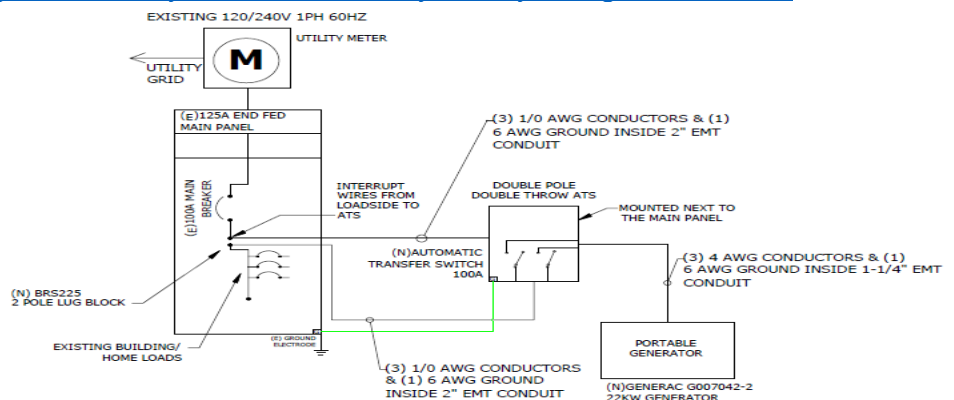 EXISTING 120/240V 1PH 60HZ
UTILITY METER
M
UTILITY
GRID
(E)125A END FED
MAIN PANEL
(3) 1/0 AWG CONDUCTORS & (1)
6 AWG GROUND INSIDE 2" EMT
CONDUIT
(E)100A MAIN
BREAKER
INTERRUPT
WIRES FROM
LOADSIDE TO
ATS
DOUBLE POLE
DOUBLE THROW ATS
MOUNTED NEXT TO
THE MAIN PANEL
(N)AUTOMATIC
TRANSFER SWITCH
100A
(3) 4 AWG CONDUCTORS & (1)
6 AWG GROUND INSIDE 1-1/4" EMT
CONDUIT
(N) BRS225
2 POLE LUG BLOCK
EXISTING BUILDING/
HOME LOADS
(E) GROUND
ELECTRODE
PORTABLE
GENERATOR
(3) 1/0 AWG CONDUCTORS
& (1) 6 AWG GROUND
INSIDE 2" EMT CONDUIT
(N)GENERAC G007042-2
22KW GENERATOR